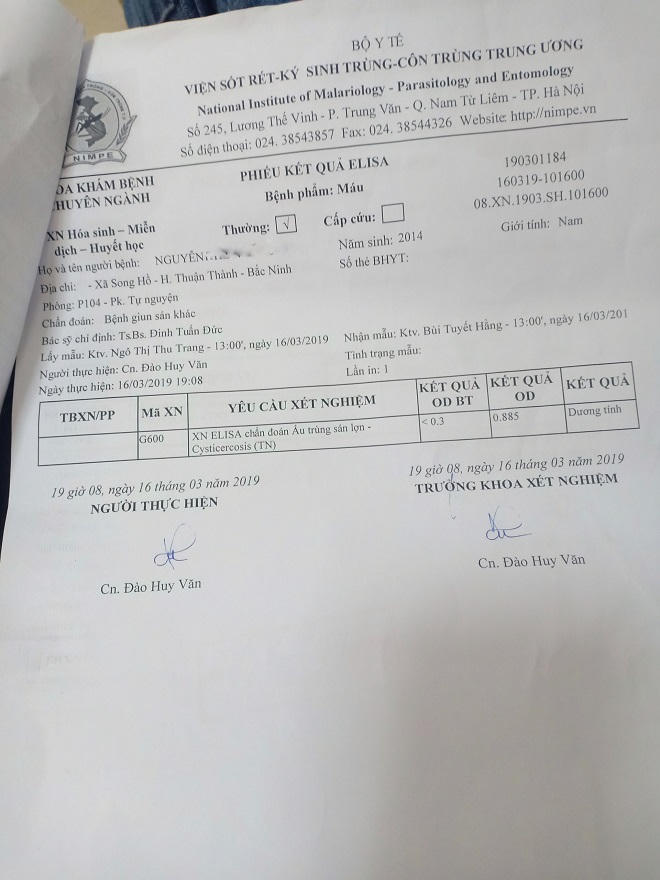 BỘ Y TẾ
VIỆN SỐT RÉT-KÝ SINH TRÙNG-CÔN TRÙNG TRUNG ƯƠNG
National Institute of Malariology - Parasitology and Entomology
Số 245, Lương Thế Vinh - P. Trung Văn - Q. Nam Từ Liêm - TP. Hà Nội
Số điện thoại: 024. 38543857 Fax: 024. 38544326 Website: http://nimpe.vn
NIMPE
OA KHÁM BỆNH
HUYÊN NGÀNH
PHIẾU KẾT QUẢ ELISA
Bệnh phẩm: Máu
190301184
160319-101600
08.XN.1903.SH.101600
XN Hóa sinh – Miễn
dịch – Huyết học
Thường: √ Cấp cứu:
Giới tính: Nam
Họ và tên người bệnh: NGUYỄN
Năm sinh: 2014
Địa chỉ: - Xã Song Hồ - H. Thuận Thành - Bắc Ninh
Số thẻ BHYT:
Phòng: P104 - Pk. Tự nguyện
Chẩn đoán: Bệnh giun sán khác
Bác sỹ chỉ định: Ts.Bs. Đinh Tuấn Đức
Lấy mẫu: Ktv. Ngô Thị Thu Trang - 13:00', ngày 16/03/2019
Nhận mẫu: Ktv. Bùi Tuyết Hằng - 13:00', ngày 16/03/201
Người thực hiện: Cn. Đào Huy Văn
Tình trạng mẫu:
Ngày thực hiện: 16/03/2019 19:08
Lần in: 1
TBXN/PP Mã XN YÊU CẦU XÉT NGHIỆM KẾT QUẢ OD BT KẾT QUẢ OD KẾT QUẢ
G600 XN ELISA chẩn đoán Ấu trùng sán lợn - < 0.3 0.885 Dương tính
Cysticercosis (TN)
19 giờ 08, ngày 16 tháng 03 năm 2019
NGƯỜI THỰC HIỆN
Cn. Đào Huy Văn
19 giờ 08, ngày 16 tháng 03 năm 2019
TRƯỞNG KHOA XÉT NGHIỆM
Cn. Đào Huy Văn